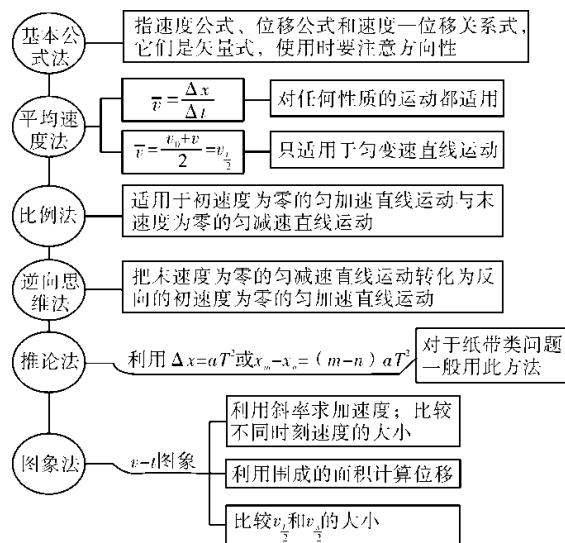 基本公
式法
指速度公式、位移公式和速度—位移关系式，
它们是矢量式，使用时要注意方向性
平均速
度法
v̄=Δx/Δt
对任何性质的运动都适用
v̄=(v₀+v)/2=v_{t/2}
只适用于匀变速直线运动
比例法
适用于初速度为零的匀加速直线运动与末
速度为零的匀减速直线运动
逆向思
维法
把末速度为零的匀减速直线运动转化为反
向的初速度为零的匀加速直线运动
推论法
利用Δx=aT²或xₘ-xₙ=(m-n)aT²
对于纸带类问题
一般用此方法
图象法
v-t图象
利用斜率求加速度；比较
不同时刻速度的大小
利用围成的面积计算位移
比较v_{t/2}和v_{x/2}的大小